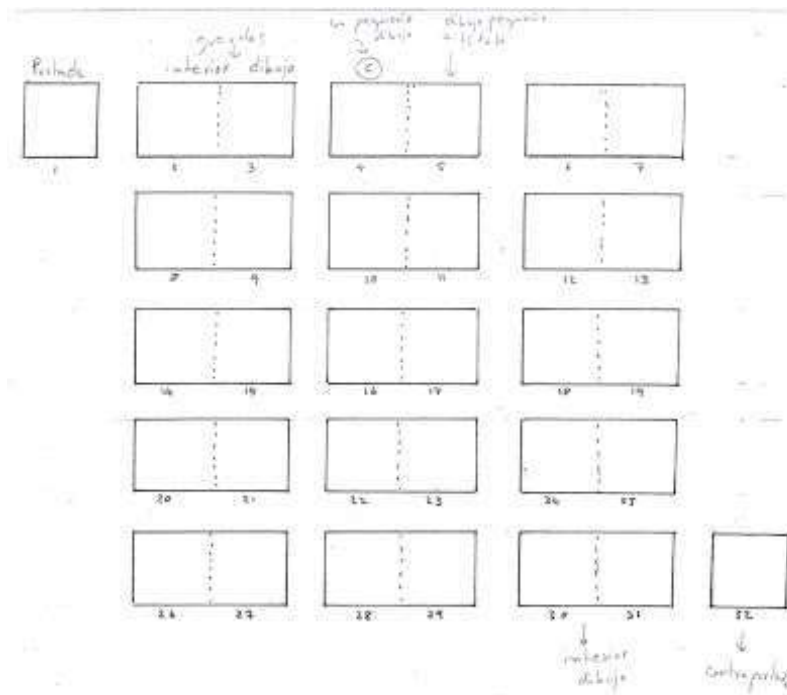 un pequeño dibujo pequeño
dibujo
Portada interior dibujo ©
1 2 3 4 5 6 7
8 9 10 11 12 13
14 15 16 17 18 19
20 21 22 23 24 25
26 27 28 29 30 31 32
interior
dibujo